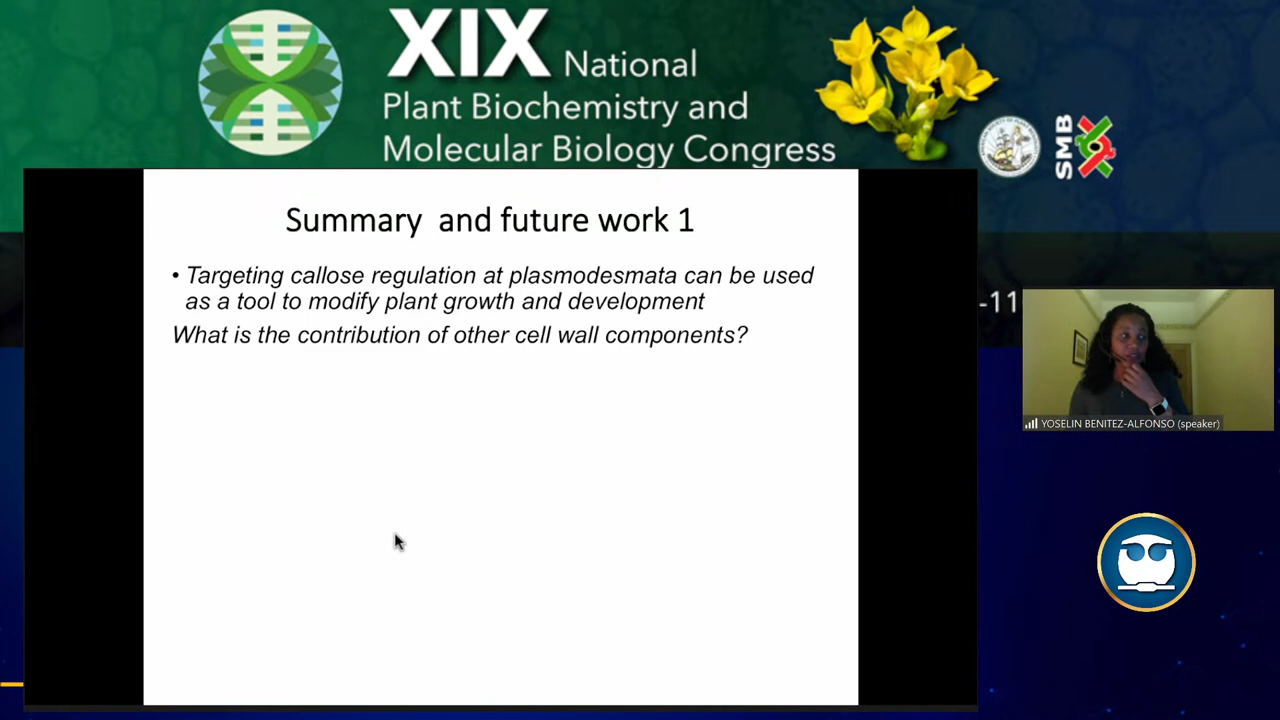 XIX National
Plant Biochemistry and
Molecular Biology Congress
SMB
Summary and future work 1
• Targeting callose regulation at plasmodesmata can be used
as a tool to modify plant growth and development
What is the contribution of other cell wall components?
-11
YOSELIN BENITEZ-ALFONSO (speaker)